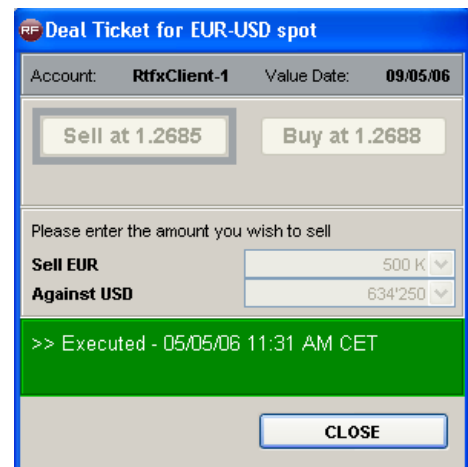 RF Deal Ticket for EUR-USD spot
Account: RtfxClient-1 Value Date: 09/05/06
Sell at 1.2685 Buy at 1.2688
Please enter the amount you wish to sell
Sell EUR 500 K
Against USD 634'250
>> Executed - 05/05/06 11:31 AM CET
CLOSE